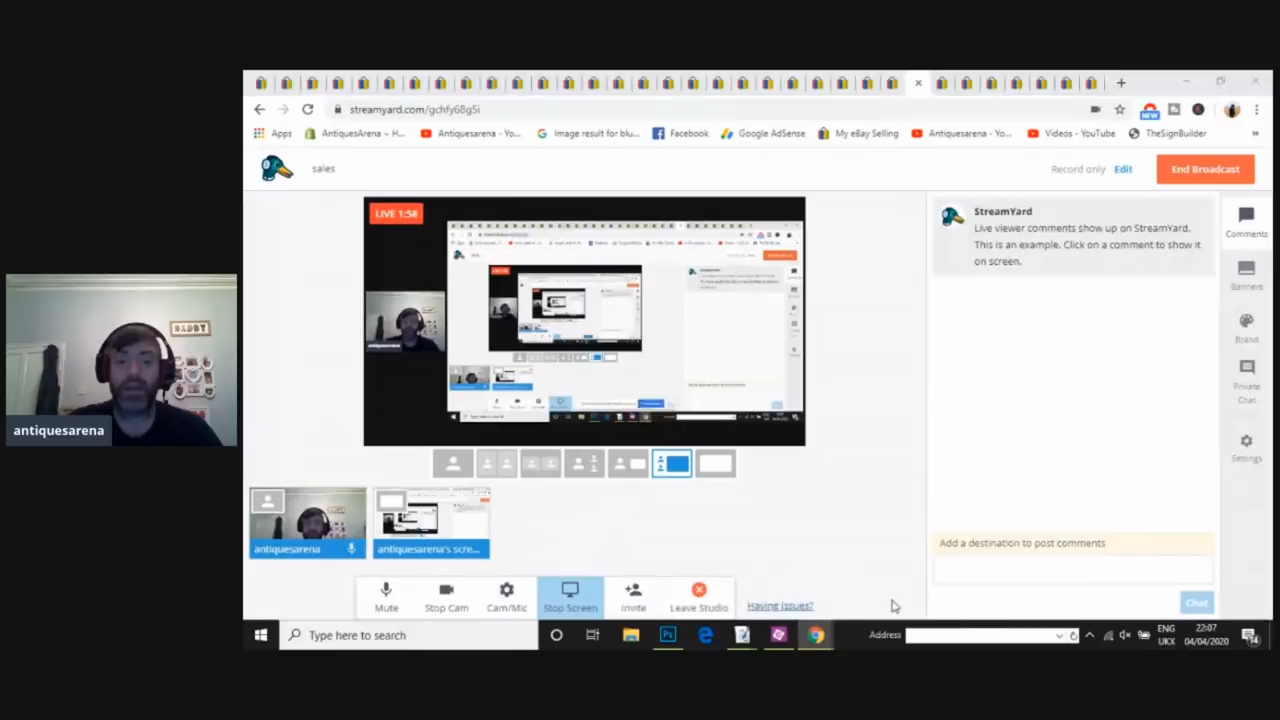 streamyard.com/gchfy68g5i
NEW
Apps
AntiquesArena ~ H...
Antiquesarena - Yo...
Image result for blu...
Facebook
Google AdSense
My eBay Selling
Antiquesarena - Yo...
Videos - YouTube
TheSignBuilder
sales
Record only
Edit
End Broadcast
LIVE 1:58
StreamYard
Live viewer comments show up on StreamYard.
This is an example. Click on a comment to show it
on screen.
Comments
Banners
Brand
Private
Chat
Settings
DADDY
antiquesarena
antiquesarena
antiquesarena's scre...
Add a destination to post comments
Chat
Mute
Stop Cam
Cam/Mic
Stop Screen
Invite
Leave Studio
Having issues?
Type here to search
Ps
Address
ENG
UKX
22:07
04/04/2020
14